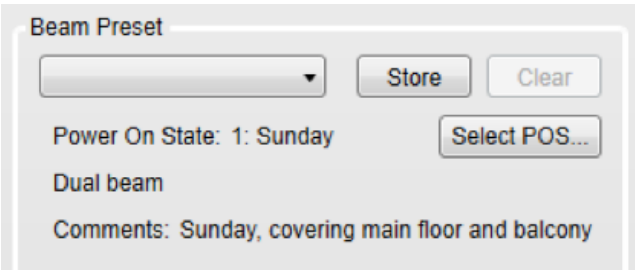 Beam Preset
Store Clear
Power On State: 1: Sunday Select POS...
Dual beam
Comments: Sunday, covering main floor and balcony